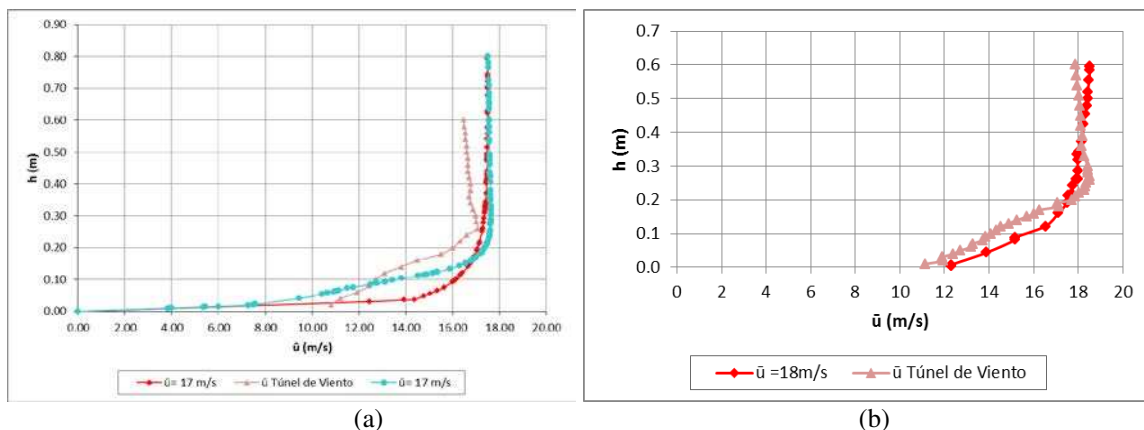 0.90
0.80
0.70
0.60
0.50
0.40
0.30
0.20
0.10
0.00
h (m)
0.00 2.00 4.00 6.00 8.00 10.00 12.00 14.00 16.00 18.00 20.00
ū (m/s)
ū= 17 m/s ū Túnel de Viento ū= 17 m/s
(a)
0.6
0.5
0.4
0.3
0.2
0.1
0.0
h (m)
0 2 4 6 8 10 12 14 16 18 20
ū (m/s)
ū =18m/s ū Túnel de Viento
(b)